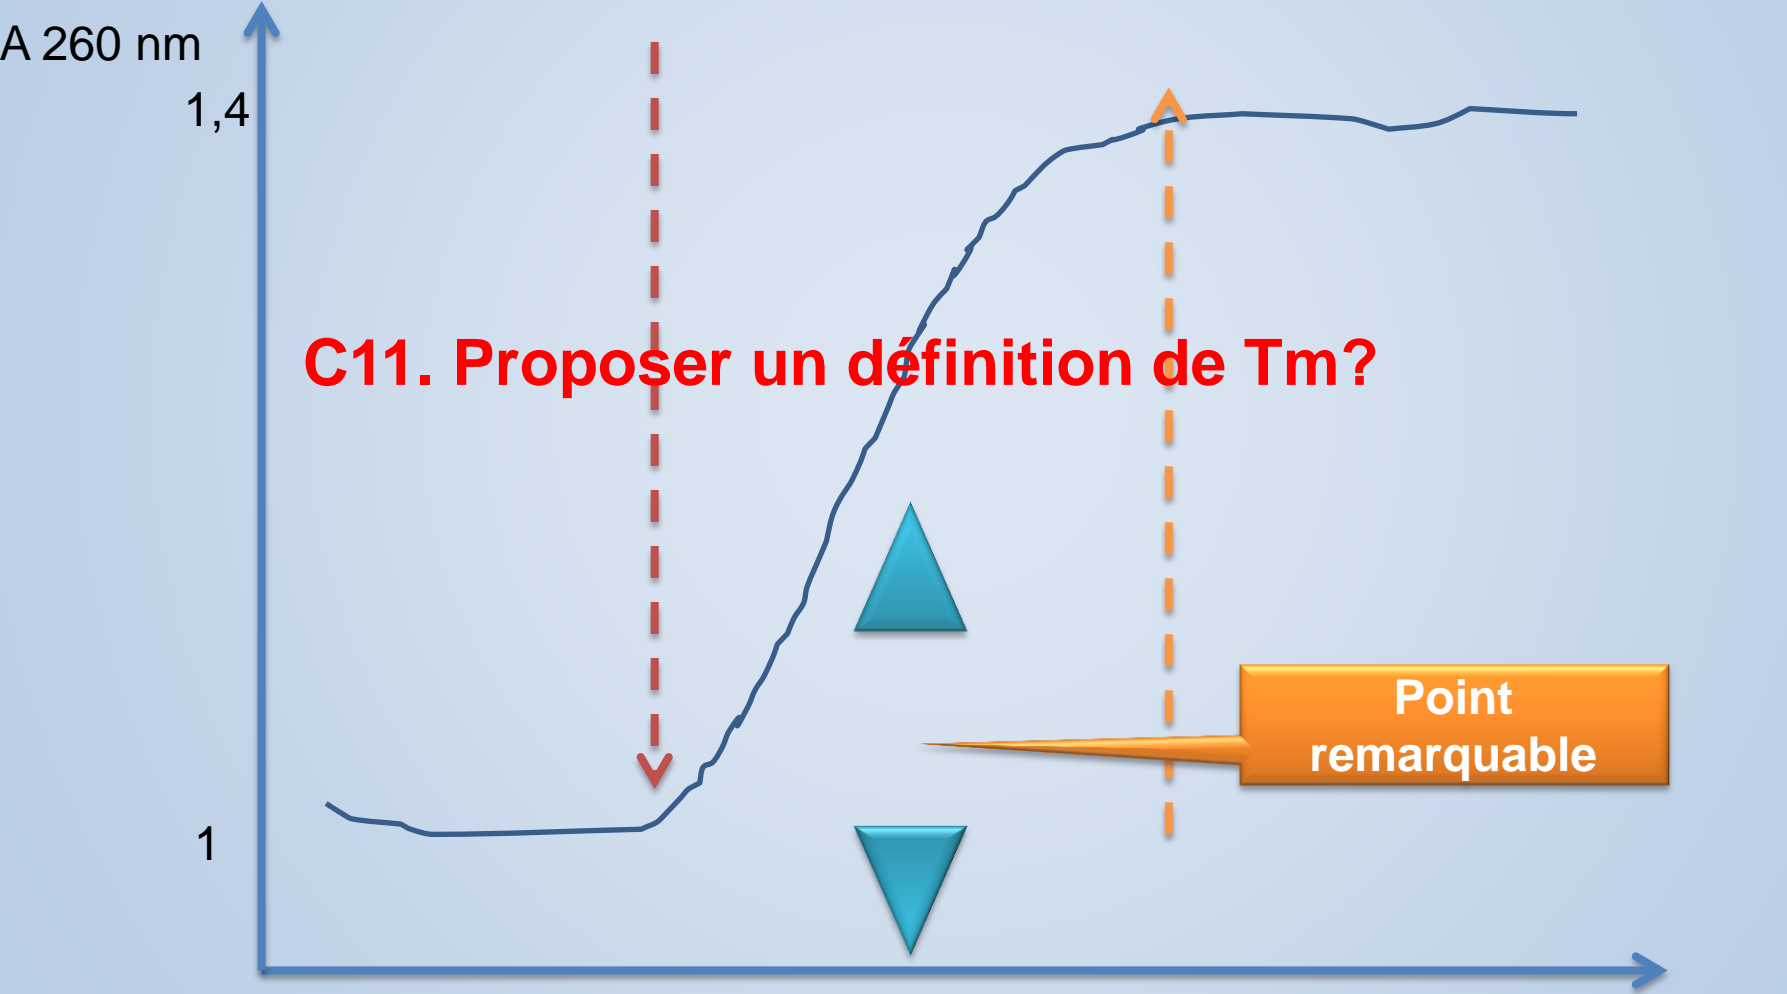 A 260 nm
1,4
C11. Proposer un définition de Tm?
Point
remarquable
1